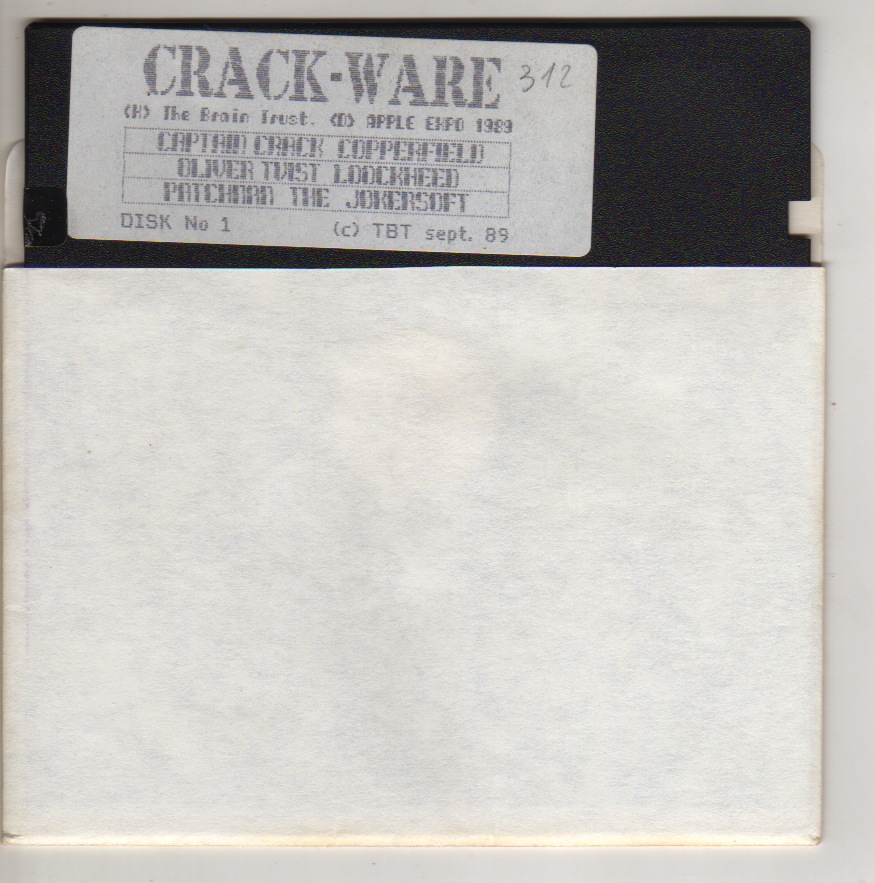 CRACK-WARE 312
(H) The Brain Trust. (D) APPLE EXPO 1989
CAPTAIN CRACK COPPERFIELD
OLIVER TWIST LOOCKHEED
PATCHMAN THE JOKERSOFT
DISK No 1 (c) TBT sept. 89